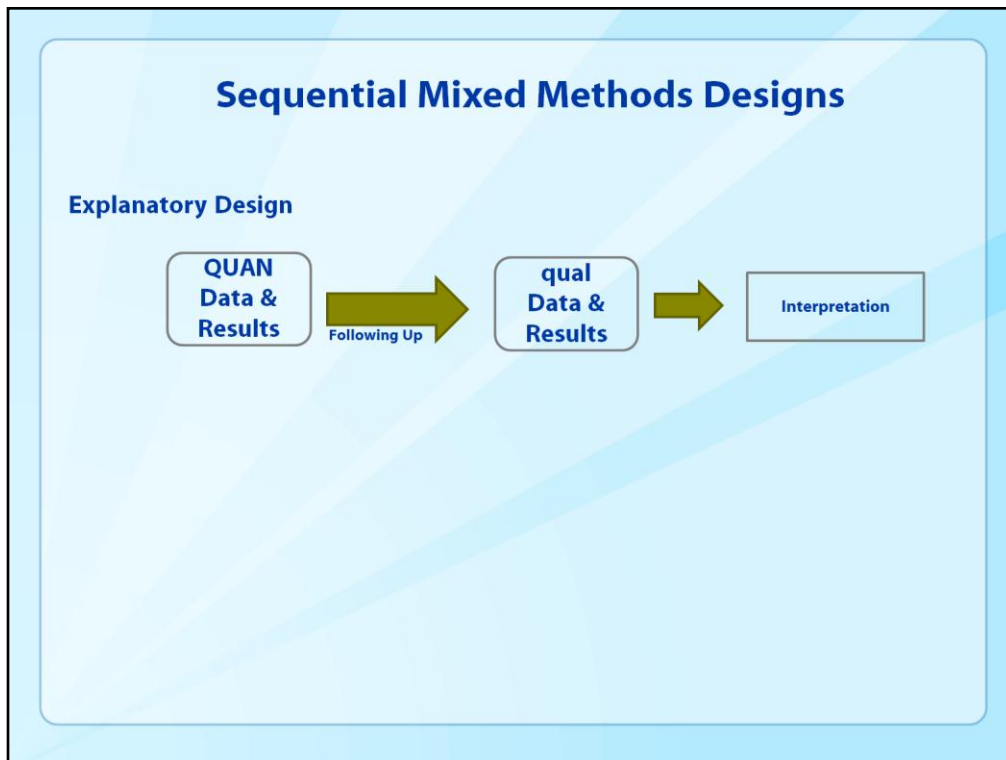 Sequential Mixed Methods Designs
Explanatory Design
QUAN
Data &
Results
Following Up
qual
Data &
Results
Interpretation